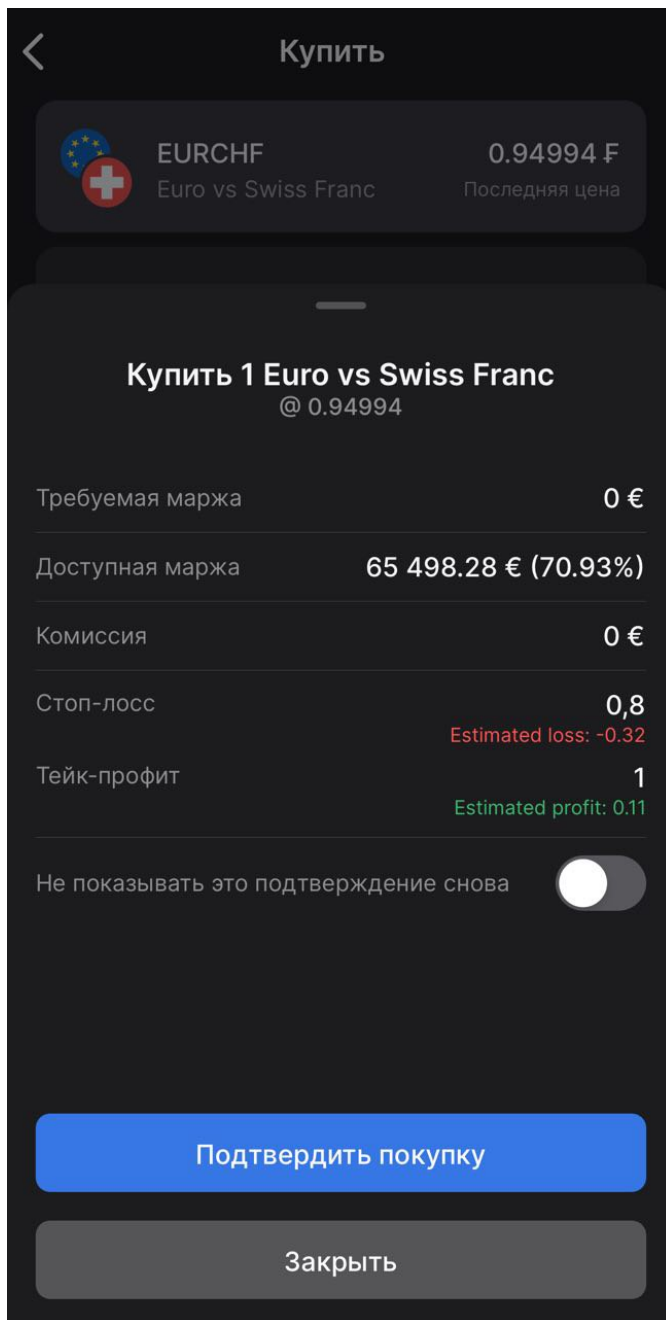 Купить
EURCHF 0.94994 ₣
Euro vs Swiss Franc Последняя цена
Купить 1 Euro vs Swiss Franc
@ 0.94994
Требуемая маржа 0 €
Доступная маржа 65 498.28 € (70.93%)
Комиссия 0 €
Стоп-лосс 0,8
Estimated loss: -0.32
Тейк-профит 1
Estimated profit: 0.11
Не показывать это подтверждение снова
Подтвердить покупку
Закрыть